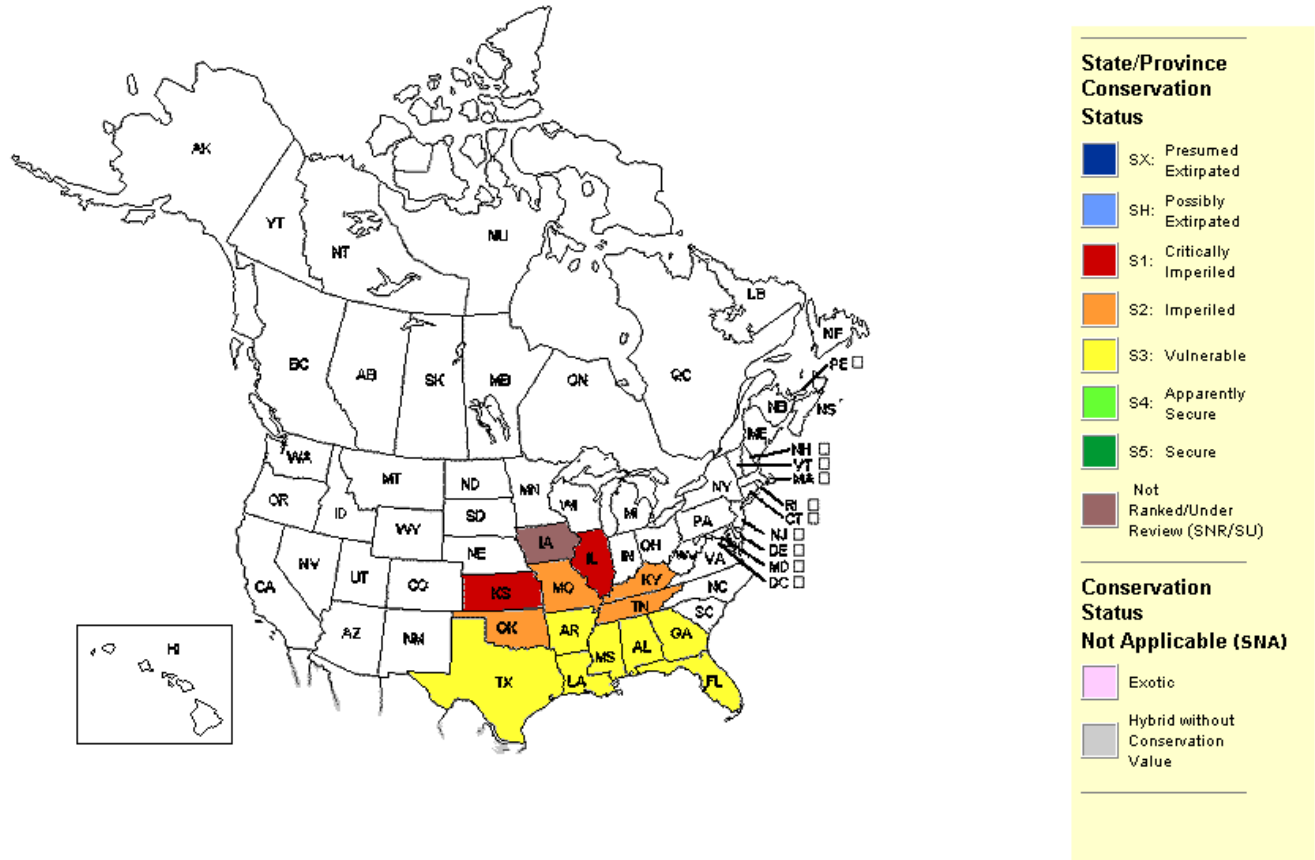 AK
YT
NT
NU
LB
NF
PE
BC
AB
SK
MB
ON
QC
NB
NS
ME
NH
VT
MA
WA
MT
ND
MN
WI
MI
NY
RI
CT
OR
ID
WY
SD
IA
IL
IN
OH
PA
NJ
DE
MD
DC
NE
WV
VA
CA
NV
UT
CO
KS
MO
KY
NC
TN
SC
AZ
NM
OK
AR
MS
AL
GA
TX
LA
FL
HI
State/Province
Conservation
Status
SX: Presumed
Extirpated
SH: Possibly
Extirpated
S1: Critically
Imperiled
S2: Imperiled
S3: Vulnerable
S4: Apparently
Secure
S5: Secure
Not
Ranked/Under
Review (SNR/SU)
Conservation
Status
Not Applicable (SNA)
Exotic
Hybrid without
Conservation
Value